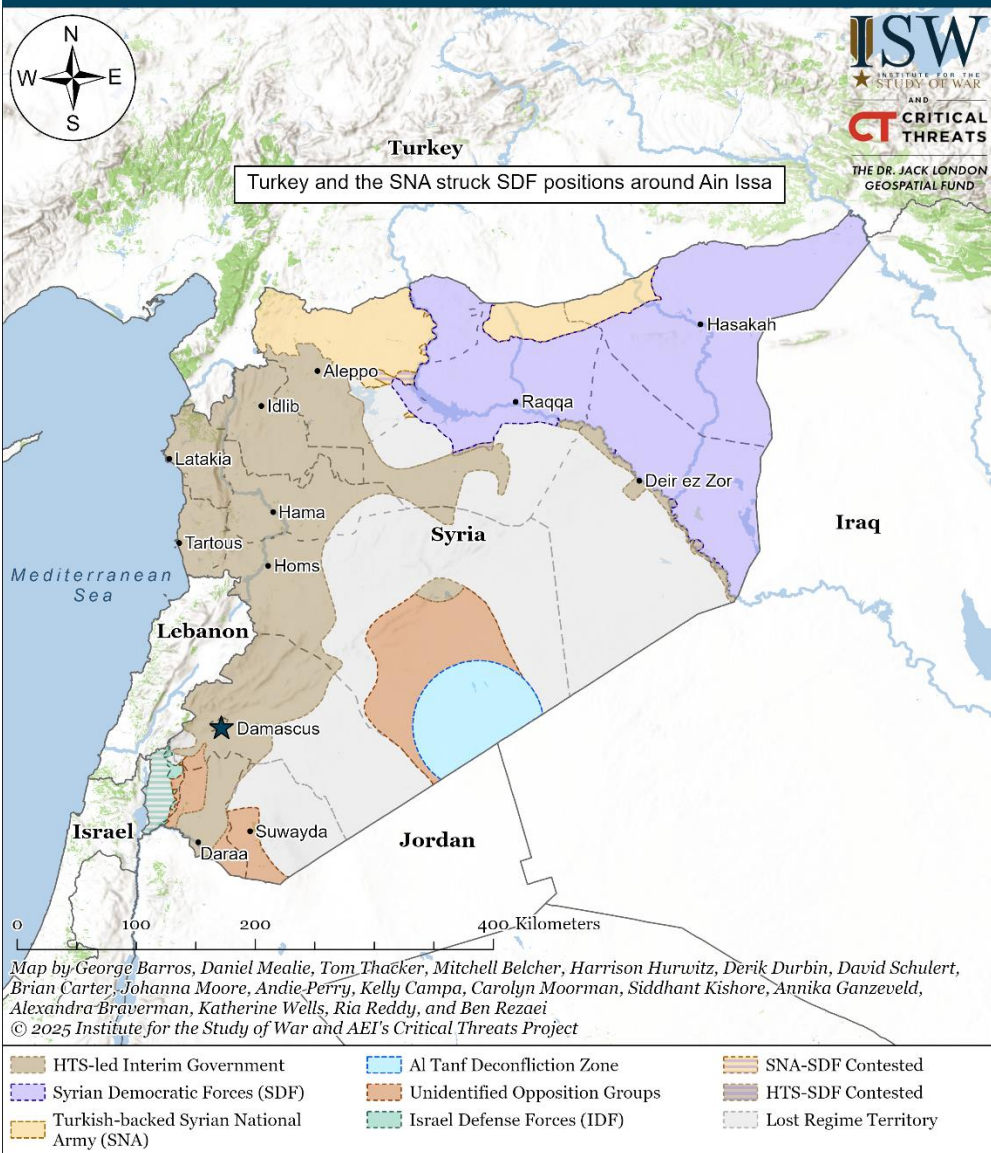 N
W
E
S
ISW
INSTITUTE FOR THE
STUDY OF WAR
AND
CT CRITICAL
THREATS
THE DR. JACK LONDON
GEOSPATIAL FUND
Turkey
Turkey and the SNA struck SDF positions around Ain Issa
Hasakah
Aleppo
Raqqa
Idlib
Latakia
Deir ez Zor
Hama
Iraq
Syria
Tartous
Homs
Mediterranean
Sea
Lebanon
Damascus
Israel
Suwayda
Jordan
Daraa
0 100 200 400 Kilometers
Map by George Barros, Daniel Mealie, Tom Thacker, Mitchell Belcher, Harrison Hurwitz, Derik Durbin, David Schulert,
Brian Carter, Johanna Moore, Andie Perry, Kelly Campa, Carolyn Moorman, Siddhant Kishore, Annika Ganzeveld,
Alexandra Braverman, Katherine Wells, Ria Reddy, and Ben Rezaei
© 2025 Institute for the Study of War and AEI's Critical Threats Project
HTS-led Interim Government
Syrian Democratic Forces (SDF)
Turkish-backed Syrian National
Army (SNA)
Al Tanf Deconfliction Zone
Unidentified Opposition Groups
Israel Defense Forces (IDF)
SNA-SDF Contested
HTS-SDF Contested
Lost Regime Territory